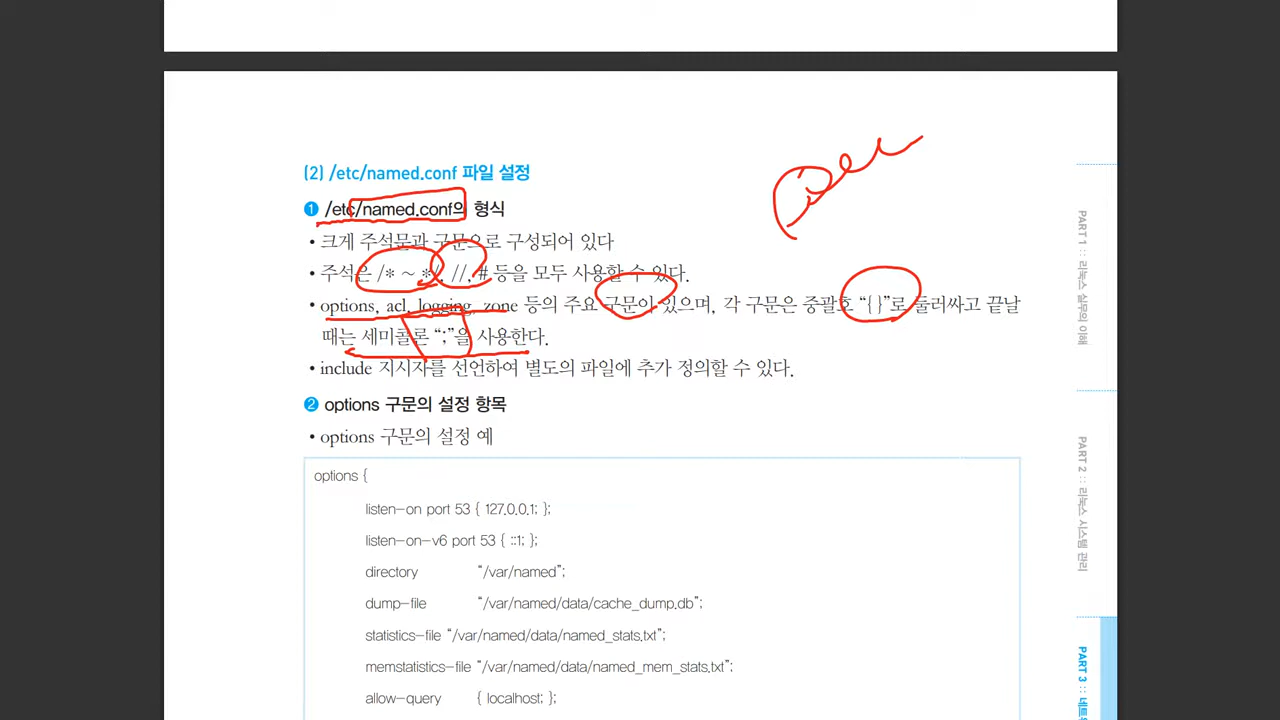 (2) /etc/named.conf 파일 설정
❶ /etc/named.conf의 형식
• 크게 주석문과 구문으로 구성되어 있다
• 주석은 /* ~ */, //, # 등을 모두 사용할 수 있다.
• options, acl, logging, zone 등의 주요 구문이 있으며, 각 구문은 중괄호 “{ }”로 둘러싸고 끝날
때는 세미콜론 “;”을 사용한다.
• include 지시자를 선언하여 별도의 파일에 추가 정의할 수 있다.
❷ options 구문의 설정 항목
• options 구문의 설정 예
options {
listen-on port 53 { 127.0.0.1; };
listen-on-v6 port 53 { ::1; };
directory “/var/named”;
dump-file “/var/named/data/cache_dump.db”;
statistics-file “/var/named/data/named_stats.txt”;
manstatistics-file “/var/named/data/named_mem_stats.txt”;
allow-query { localhost; };
PART 1 :: 리눅스 실무의 이해
PART 2 :: 리눅스 시스템 관리
PART 3 :: 네트